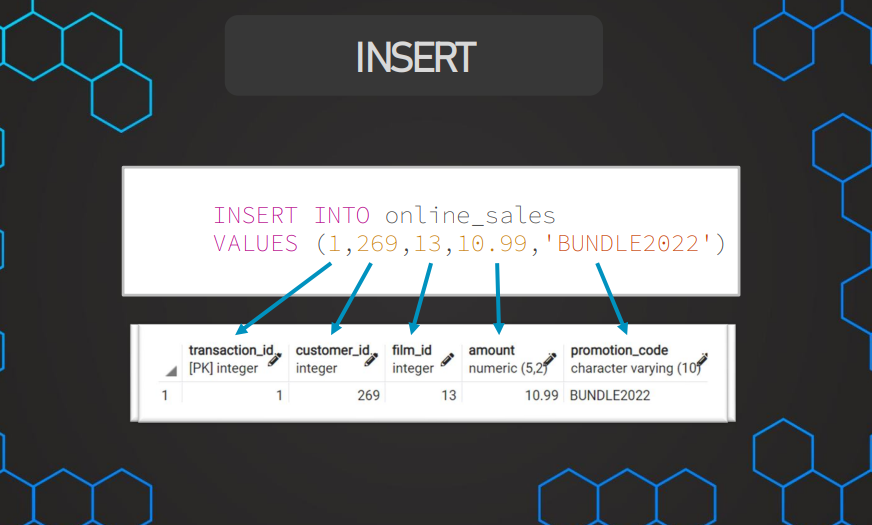 INSERT
INSERT INTO online_sales
VALUES (1,269,13,10.99,'BUNDLE2022')
transaction_id customer_id film_id amount promotion_code
[PK] integer integer integer numeric (5,2) character varying (10)
1 1 269 13 10.99 BUNDLE2022